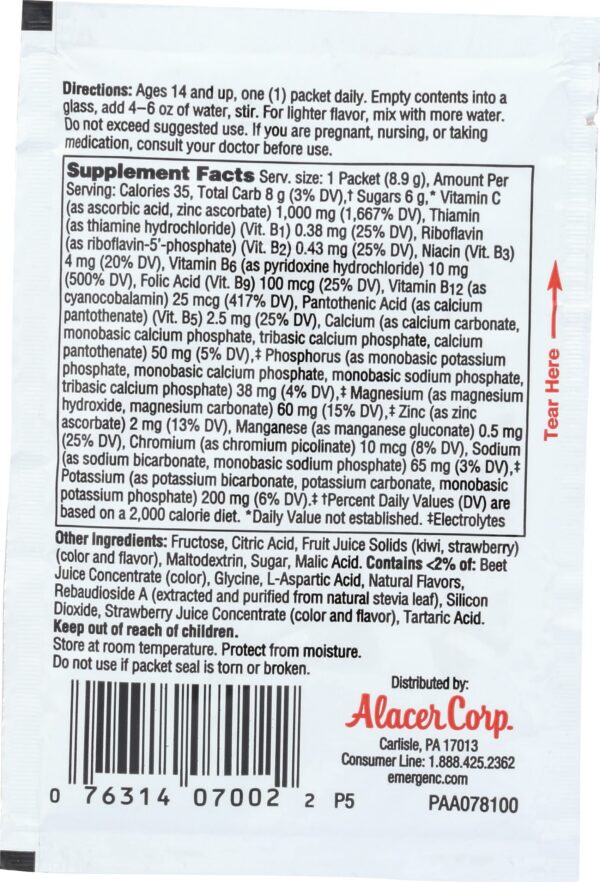 Directions: Ages 14 and up, one (1) packet daily. Empty contents into a
glass, add 4–6 oz of water, stir. For lighter flavor, mix with more water.
Do not exceed suggested use. If you are pregnant, nursing, or taking
medication, consult your doctor before use.
Supplement Facts Serv. size: 1 Packet (8.9 g), Amount Per
Serving: Calories 35, Total Carb 8 g (3% DV),† Sugars 6 g,* Vitamin C
(as ascorbic acid, zinc ascorbate) 1,000 mg (1,667% DV), Thiamin
(as thiamine hydrochloride) (Vit. B1) 0.38 mg (25% DV), Riboflavin
(as riboflavin-5'-phosphate) (Vit. B2) 0.43 mg (25% DV), Niacin (Vit. B3)
4 mg (20% DV), Vitamin B6 (as pyridoxine hydrochloride) 10 mg
(500% DV), Folic Acid (Vit. B9) 100 mcg (25% DV), Vitamin B12 (as
cyanocobalamin) 25 mcg (417% DV), Pantothenic Acid (as calcium
pantothenate) (Vit. B5) 2.5 mg (25% DV), Calcium (as calcium carbonate,
monobasic calcium phosphate, tribasic calcium phosphate, calcium
pantothenate) 50 mg (5% DV),‡ Phosphorus (as monobasic potassium
phosphate, monobasic calcium phosphate, monobasic sodium phosphate,
tribasic calcium phosphate) 38 mg (4% DV),‡ Magnesium (as magnesium
hydroxide, magnesium carbonate) 60 mg (15% DV),‡ Zinc (as zinc
ascorbate) 2 mg (13% DV), Manganese (as manganese gluconate) 0.5 mg
(25% DV), Chromium (as chromium picolinate) 10 mcg (8% DV), Sodium
(as sodium bicarbonate, monobasic sodium phosphate) 65 mg (3% DV),‡
Potassium (as potassium bicarbonate, potassium carbonate, monobasic
potassium phosphate) 200 mg (6% DV).‡ †Percent Daily Values (DV) are
based on a 2,000 calorie diet. *Daily Value not established. ‡Electrolytes
Tear Here
Other Ingredients: Fructose, Citric Acid, Fruit Juice Solids (kiwi, strawberry)
(color and flavor), Maltodextrin, Sugar, Malic Acid. Contains <2% of: Beet
Juice Concentrate (color), Glycine, L-Aspartic Acid, Natural Flavors,
Rebaudioside A (extracted and purified from natural stevia leaf), Silicon
Dioxide, Strawberry Juice Concentrate (color and flavor), Tartaric Acid.
Keep out of reach of children.
Store at room temperature. Protect from moisture.
Do not use if packet seal is torn or broken.
Distributed by:
Alacer Corp.
Carlisle, PA 17013
Consumer Line: 1.888.425.2362
emergenc.com
0 76314 07002 2 P5
PAA078100